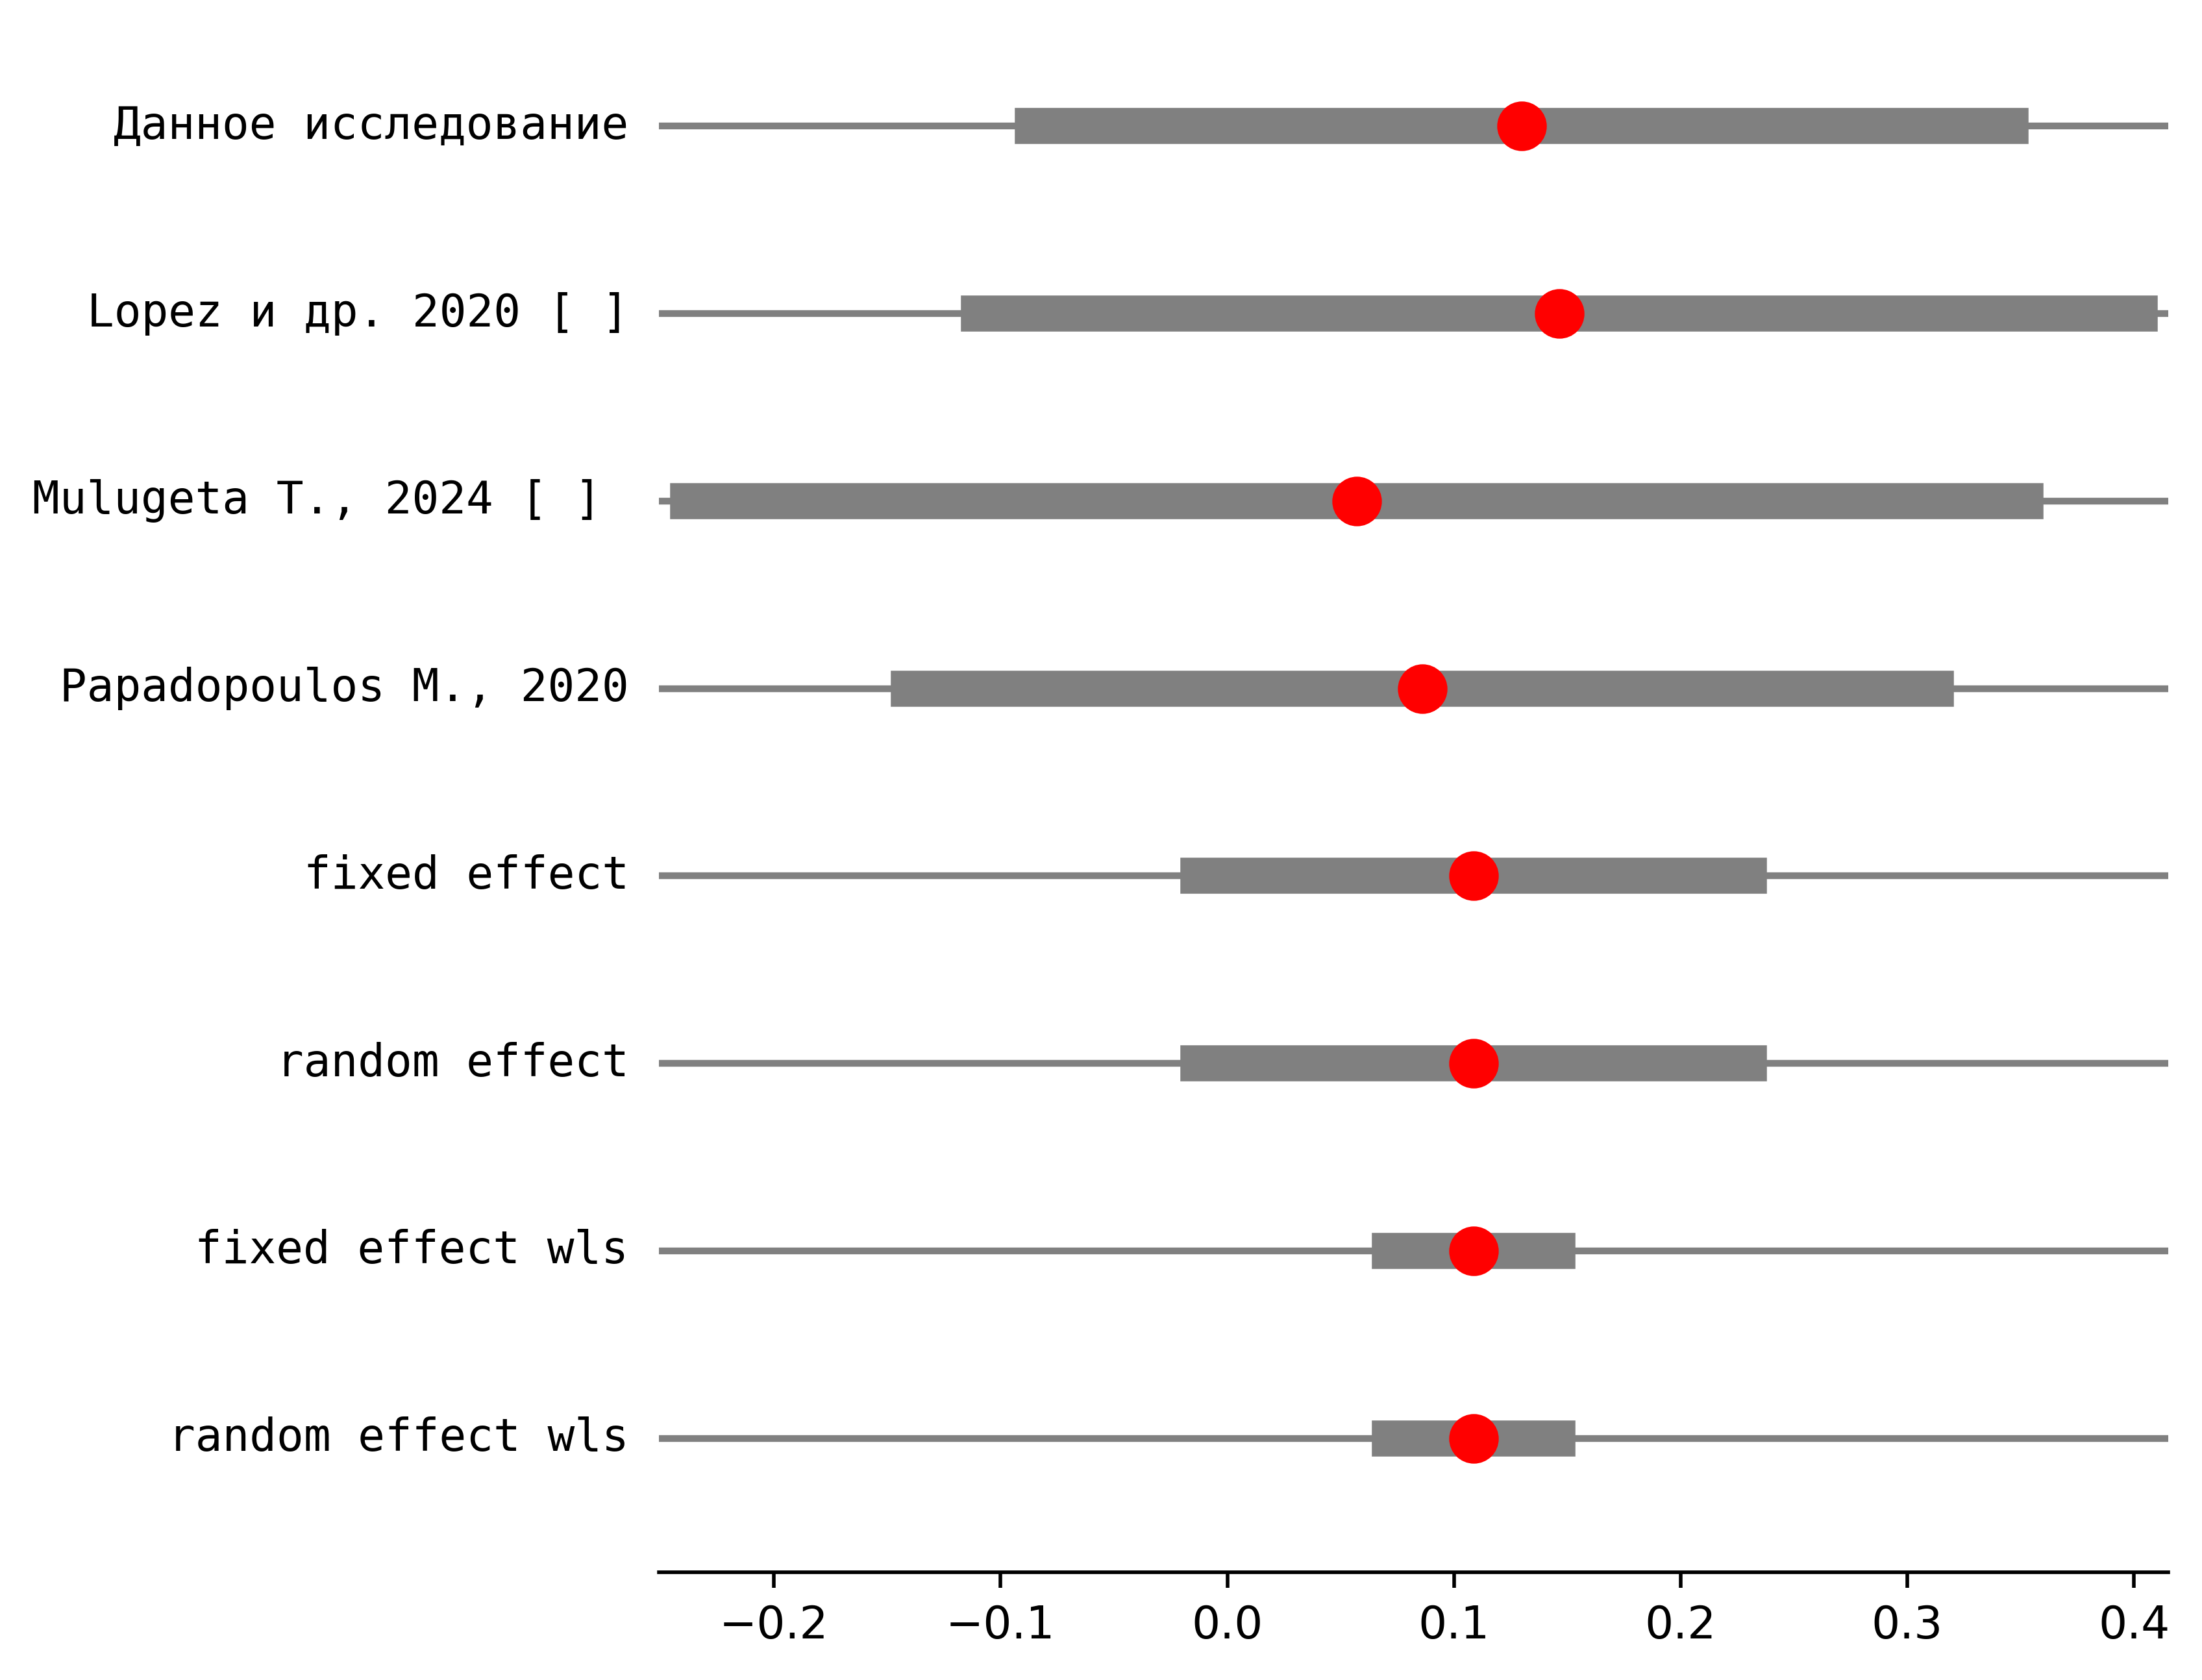 Данное исследование
Lopez и др. 2020 [ ]
Mulugeta T., 2024 [ ]
Papadopoulos M., 2020
fixed effect
random effect
fixed effect wls
random effect wls
−0.2 −0.1 0.0 0.1 0.2 0.3 0.4